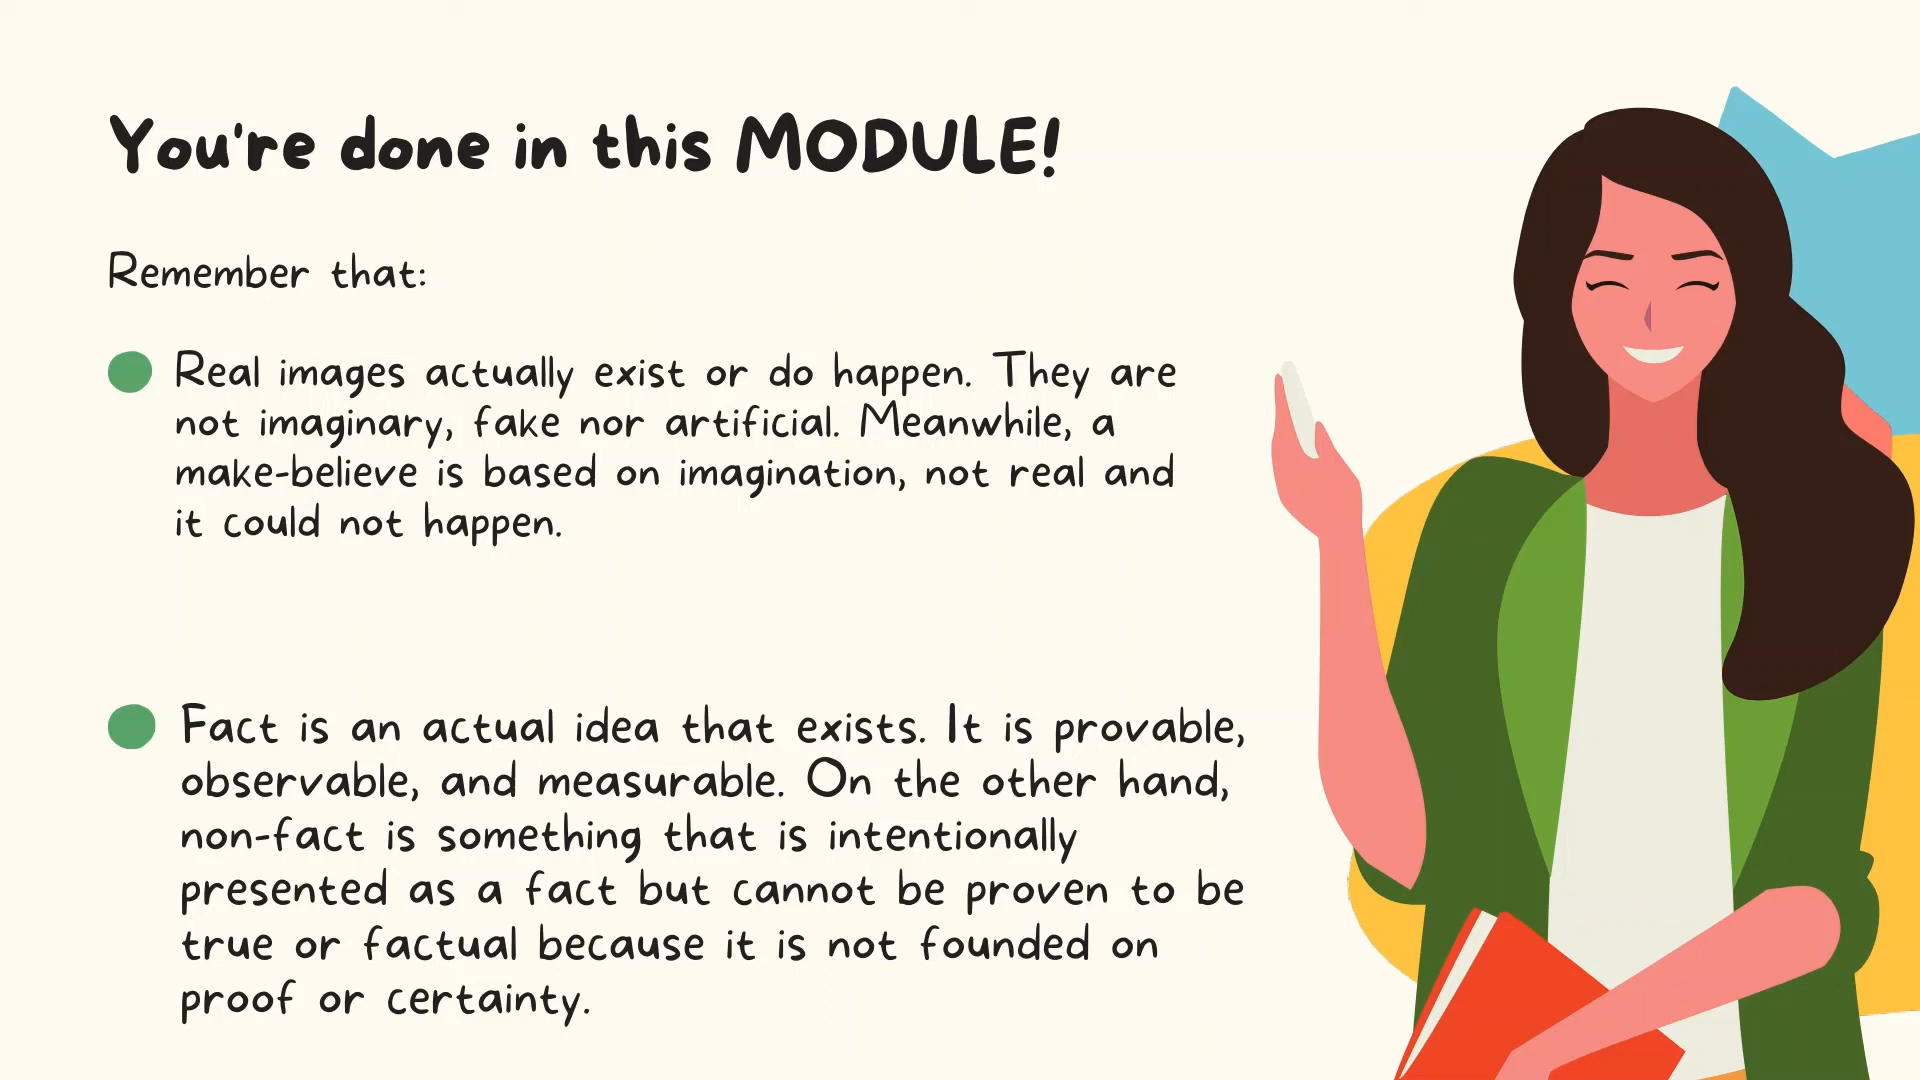 You're done in this MODULE!
Remember that:
Real images actually exist or do happen. They are
not imaginary, fake nor artificial. Meanwhile, a
make-believe is based on imagination, not real and
it could not happen.
Fact is an actual idea that exists. It is provable,
observable, and measurable. On the other hand,
non-fact is something that is intentionally
presented as a fact but cannot be proven to be
true or factual because it is not founded on
proof or certainty.